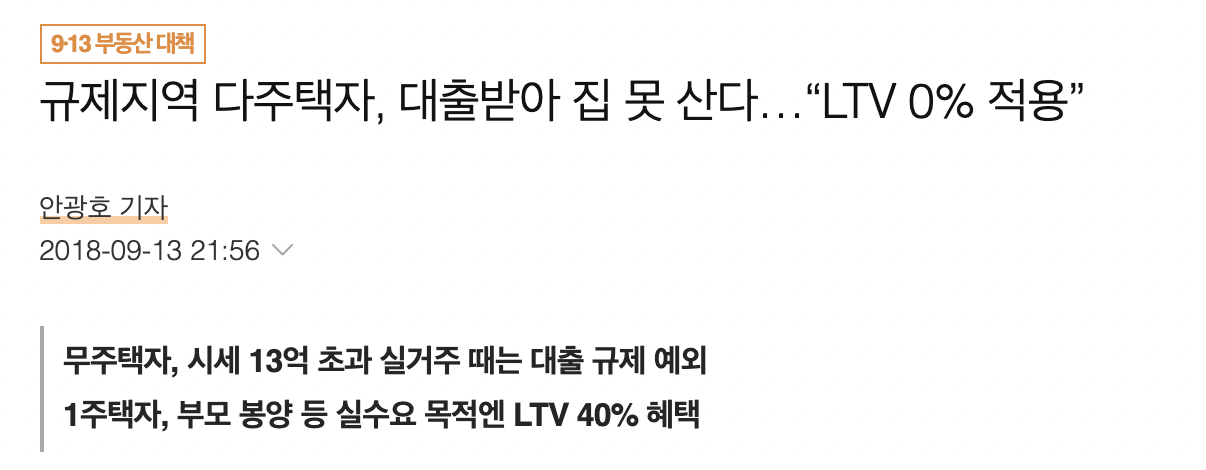 9·13 부동산 대책
규제지역 다주택자, 대출받아 집 못 산다…“LTV 0% 적용”
안광호 기자
2018-09-13 21:56
무주택자, 시세 13억 초과 실거주 때는 대출 규제 예외
1주택자, 부모 봉양 등 실수요 목적엔 LTV 40% 혜택